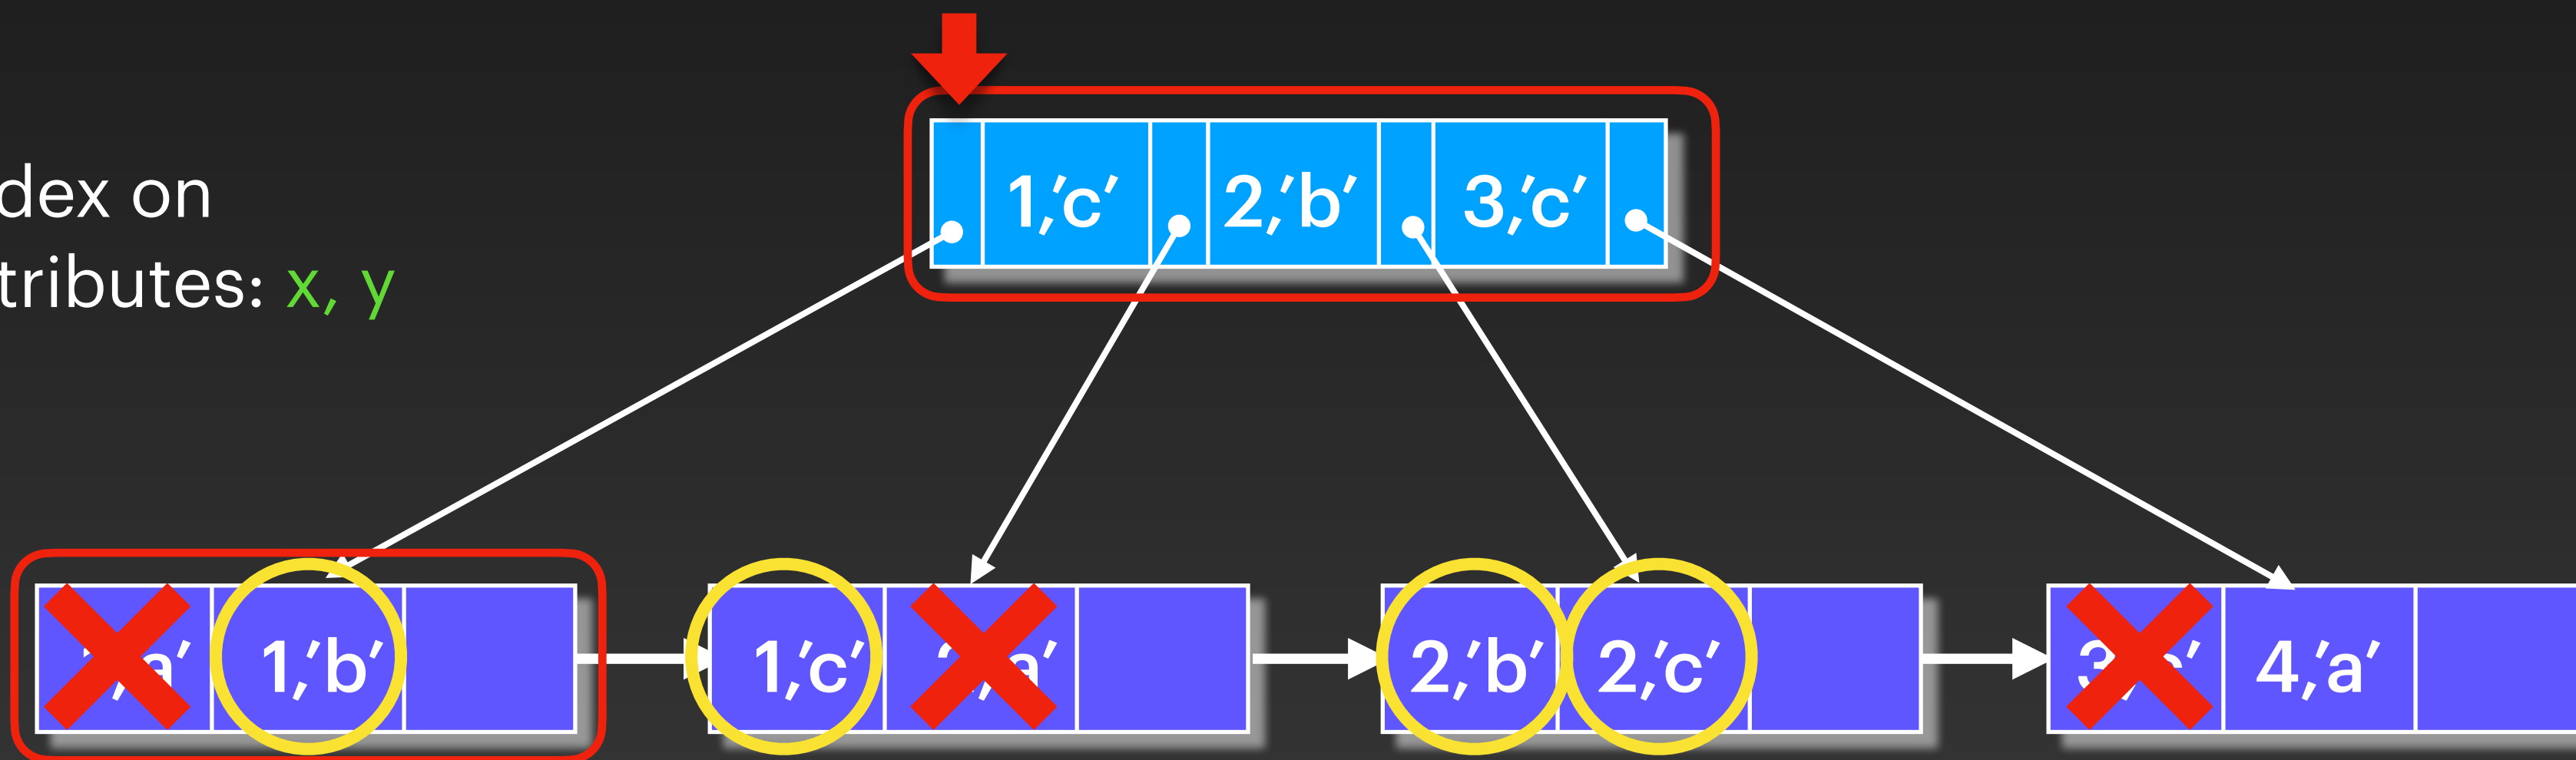 dex on
tributes: x, y
1,'c' 2,'b' 3,'c'
1,'b' 1,'c' 2,'b' 2,'c' 4,'a'